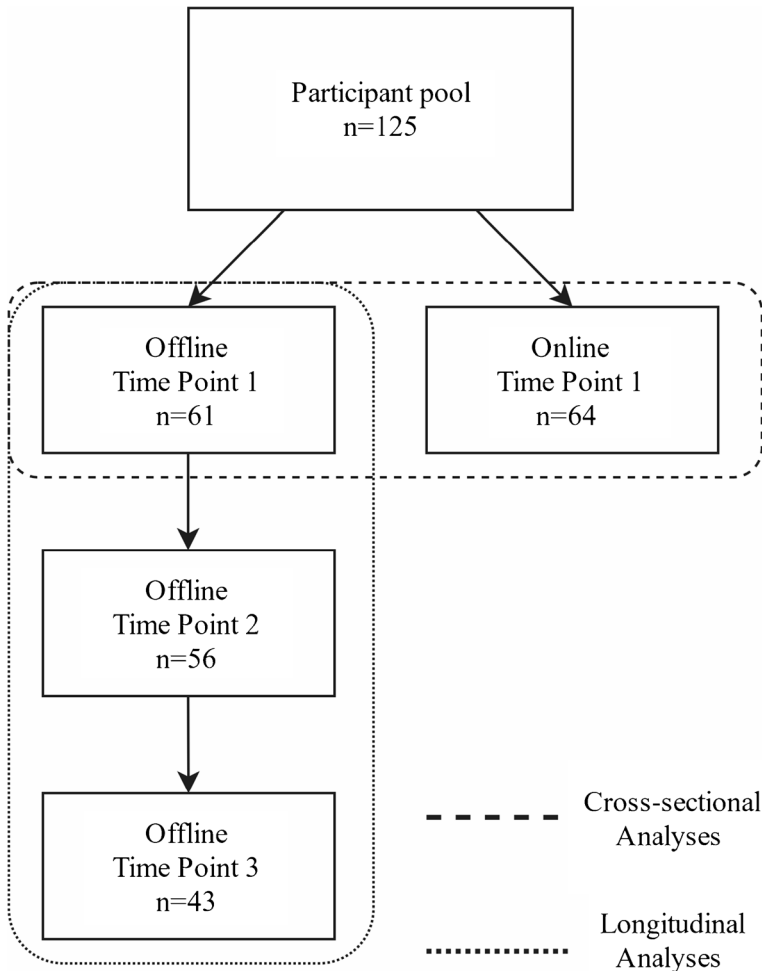 Participant pool
n=125
Offline
Time Point 1
n=61
Online
Time Point 1
n=64
Offline
Time Point 2
n=56
Offline
Time Point 3
n=43
Cross-sectional
Analyses
Longitudinal
Analyses